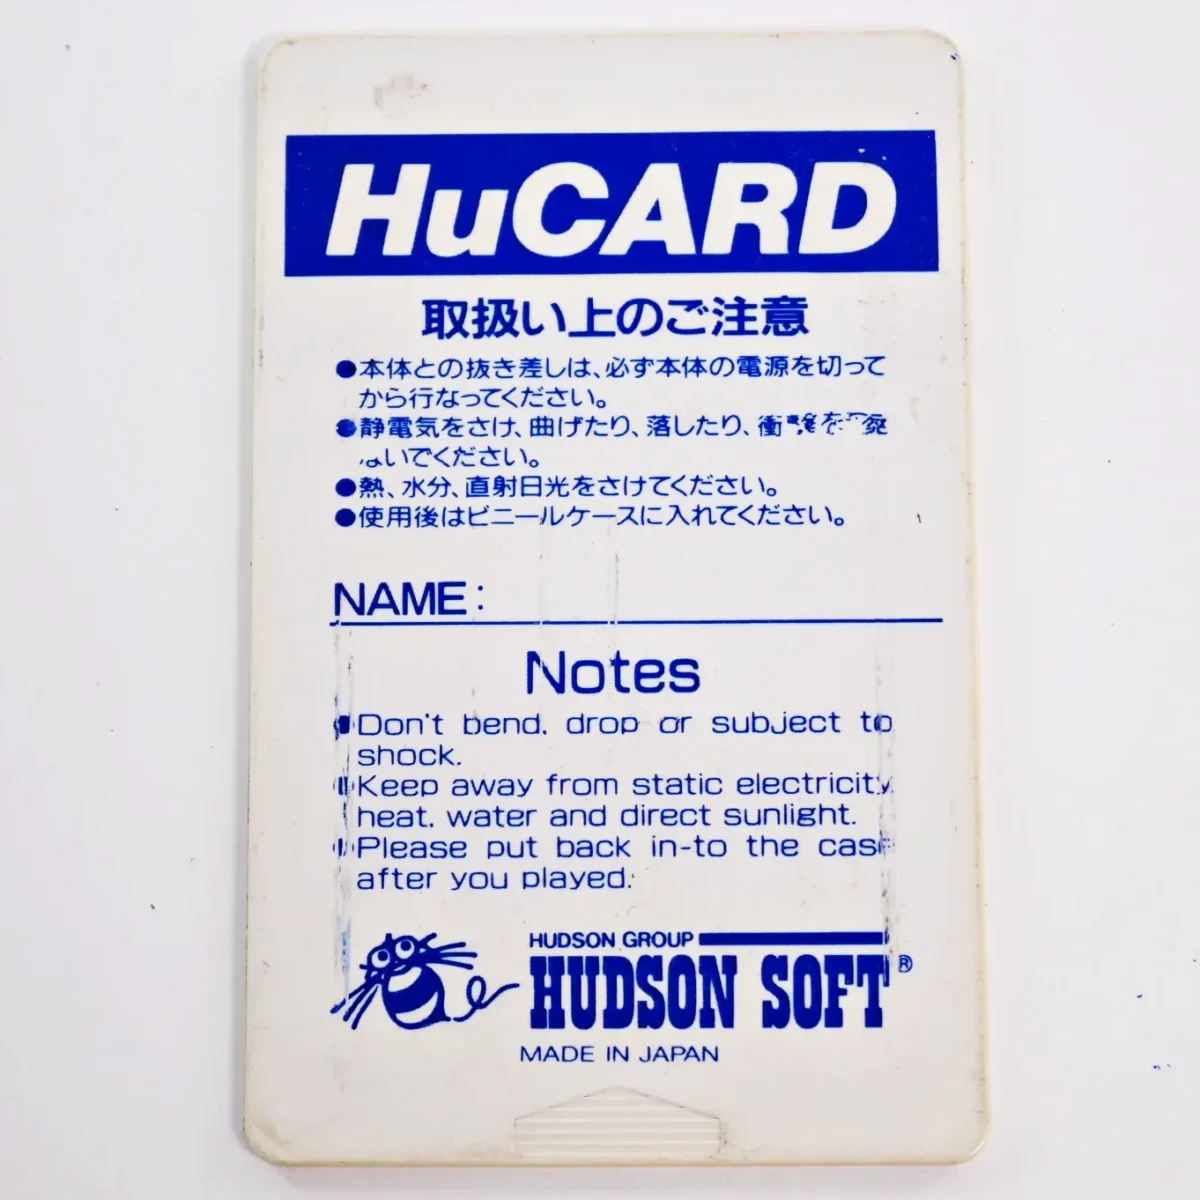 HuCARD
取扱い上のご注意
●本体との抜き差しは、必ず本体の電源を切って
から行なってください。
●静電気をさけ、曲げたり、落したり、衝撃を
ないでください。
●熱、水分、直射日光をさけてください。
●使用後はビニールケースに入れてください。
NAME:
Notes
●Don't bend, drop or subject to
shock.
●Keep away from static electricity,
heat, water and direct sunlight.
●Please put back in-to the case
after you played.
HUDSON GROUP
HUDSON SOFT®
MADE IN JAPAN